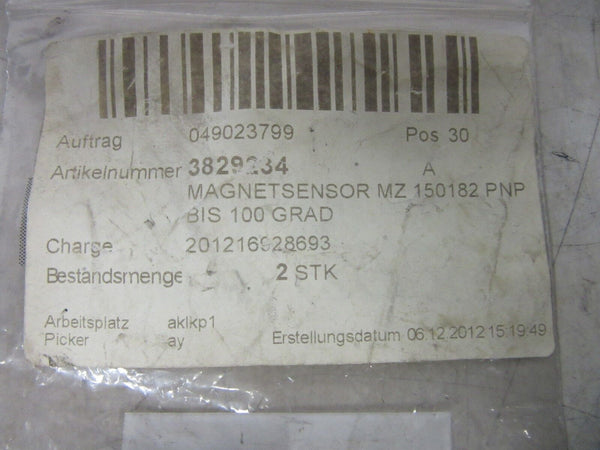 Auftrag 049023799 Pos 30
Artikelnummer 3829234 A
MAGNETSENSOR MZ 150182 PNP
BIS 100 GRAD
Charge 201216928693
Bestandsmenge 2 STK
Arbeitsplatz aklkp1
Picker ay Erstellungsdatum 06.12.2012 15:19:49